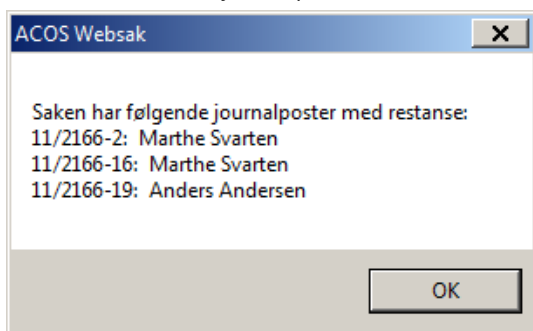 ACOS Websak
Saken har følgende journalposter med restanse:
11/2166-2:  Marthe Svarten
11/2166-16:  Marthe Svarten
11/2166-19:  Anders Andersen
OK